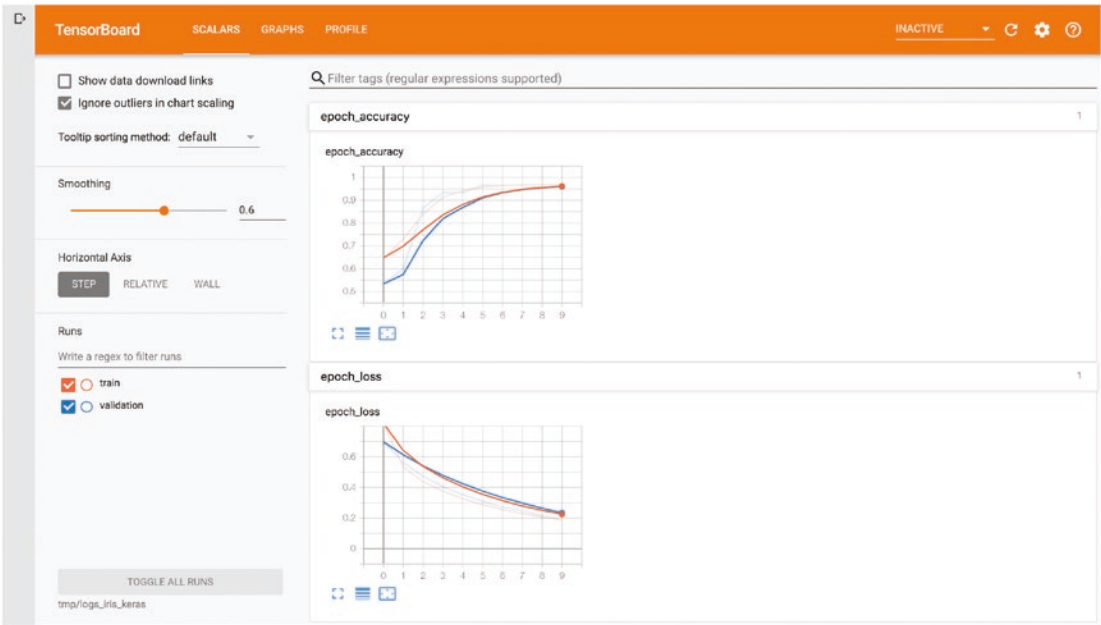 TensorBoard SCALARS GRAPHS PROFILE INACTIVE
Show data download links
Ignore outliers in chart scaling
Tooltip sorting method: default
Smoothing
0.6
Horizontal Axis
STEP RELATIVE WALL
Runs
Write a regex to filter runs
train
validation
TOGGLE ALL RUNS
tmp/logs_iris_keras
Filter tags (regular expressions supported)
epoch_accuracy 1
epoch_accuracy
1
0.9
0.8
0.7
0.6
0.5
0 1 2 3 4 5 6 7 8 9
epoch_loss 1
epoch_loss
0.6
0.4
0.2
0
0 1 2 3 4 5 6 7 8 9